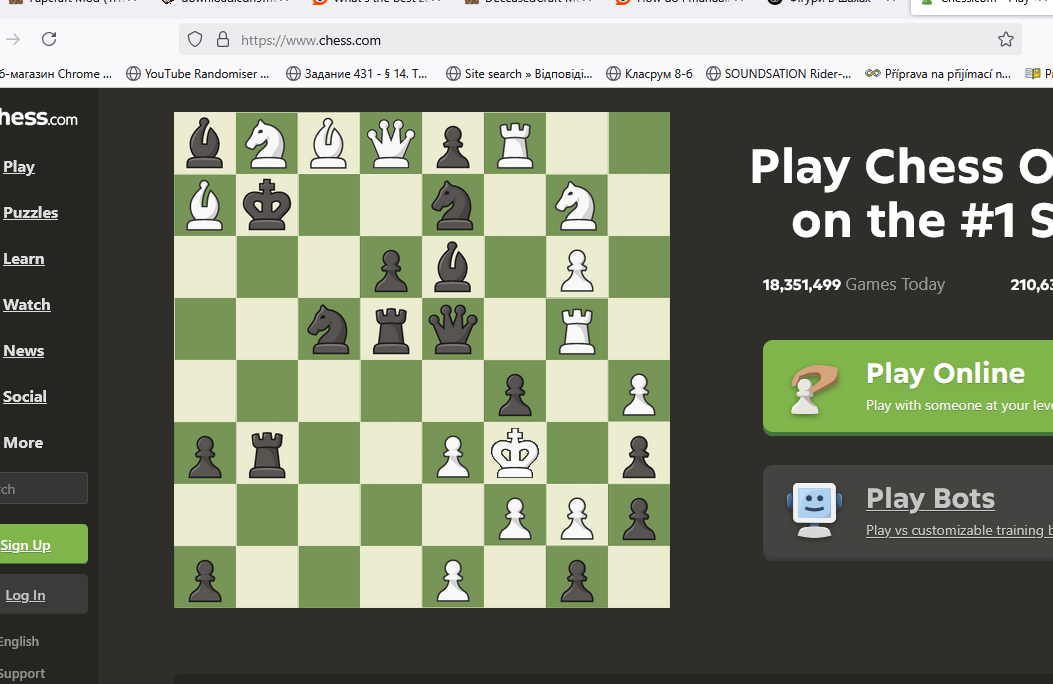 https://www.chess.com
YouTube Randomiser ...
Задание 431 - § 14. Т...
Site search » Відповіді...
Класрум 8-б
SOUNDSATION Rider-...
Příprava na přijímací n...
б-магазин Chrome ...
hess.com
Play
Puzzles
Learn
Watch
News
Social
More
rch
Sign Up
Log In
English
Support
Play Chess O
on the #1 S
18,351,499 Games Today
210,63
Play Online
Play with someone at your leve
Play Bots
Play vs customizable training b